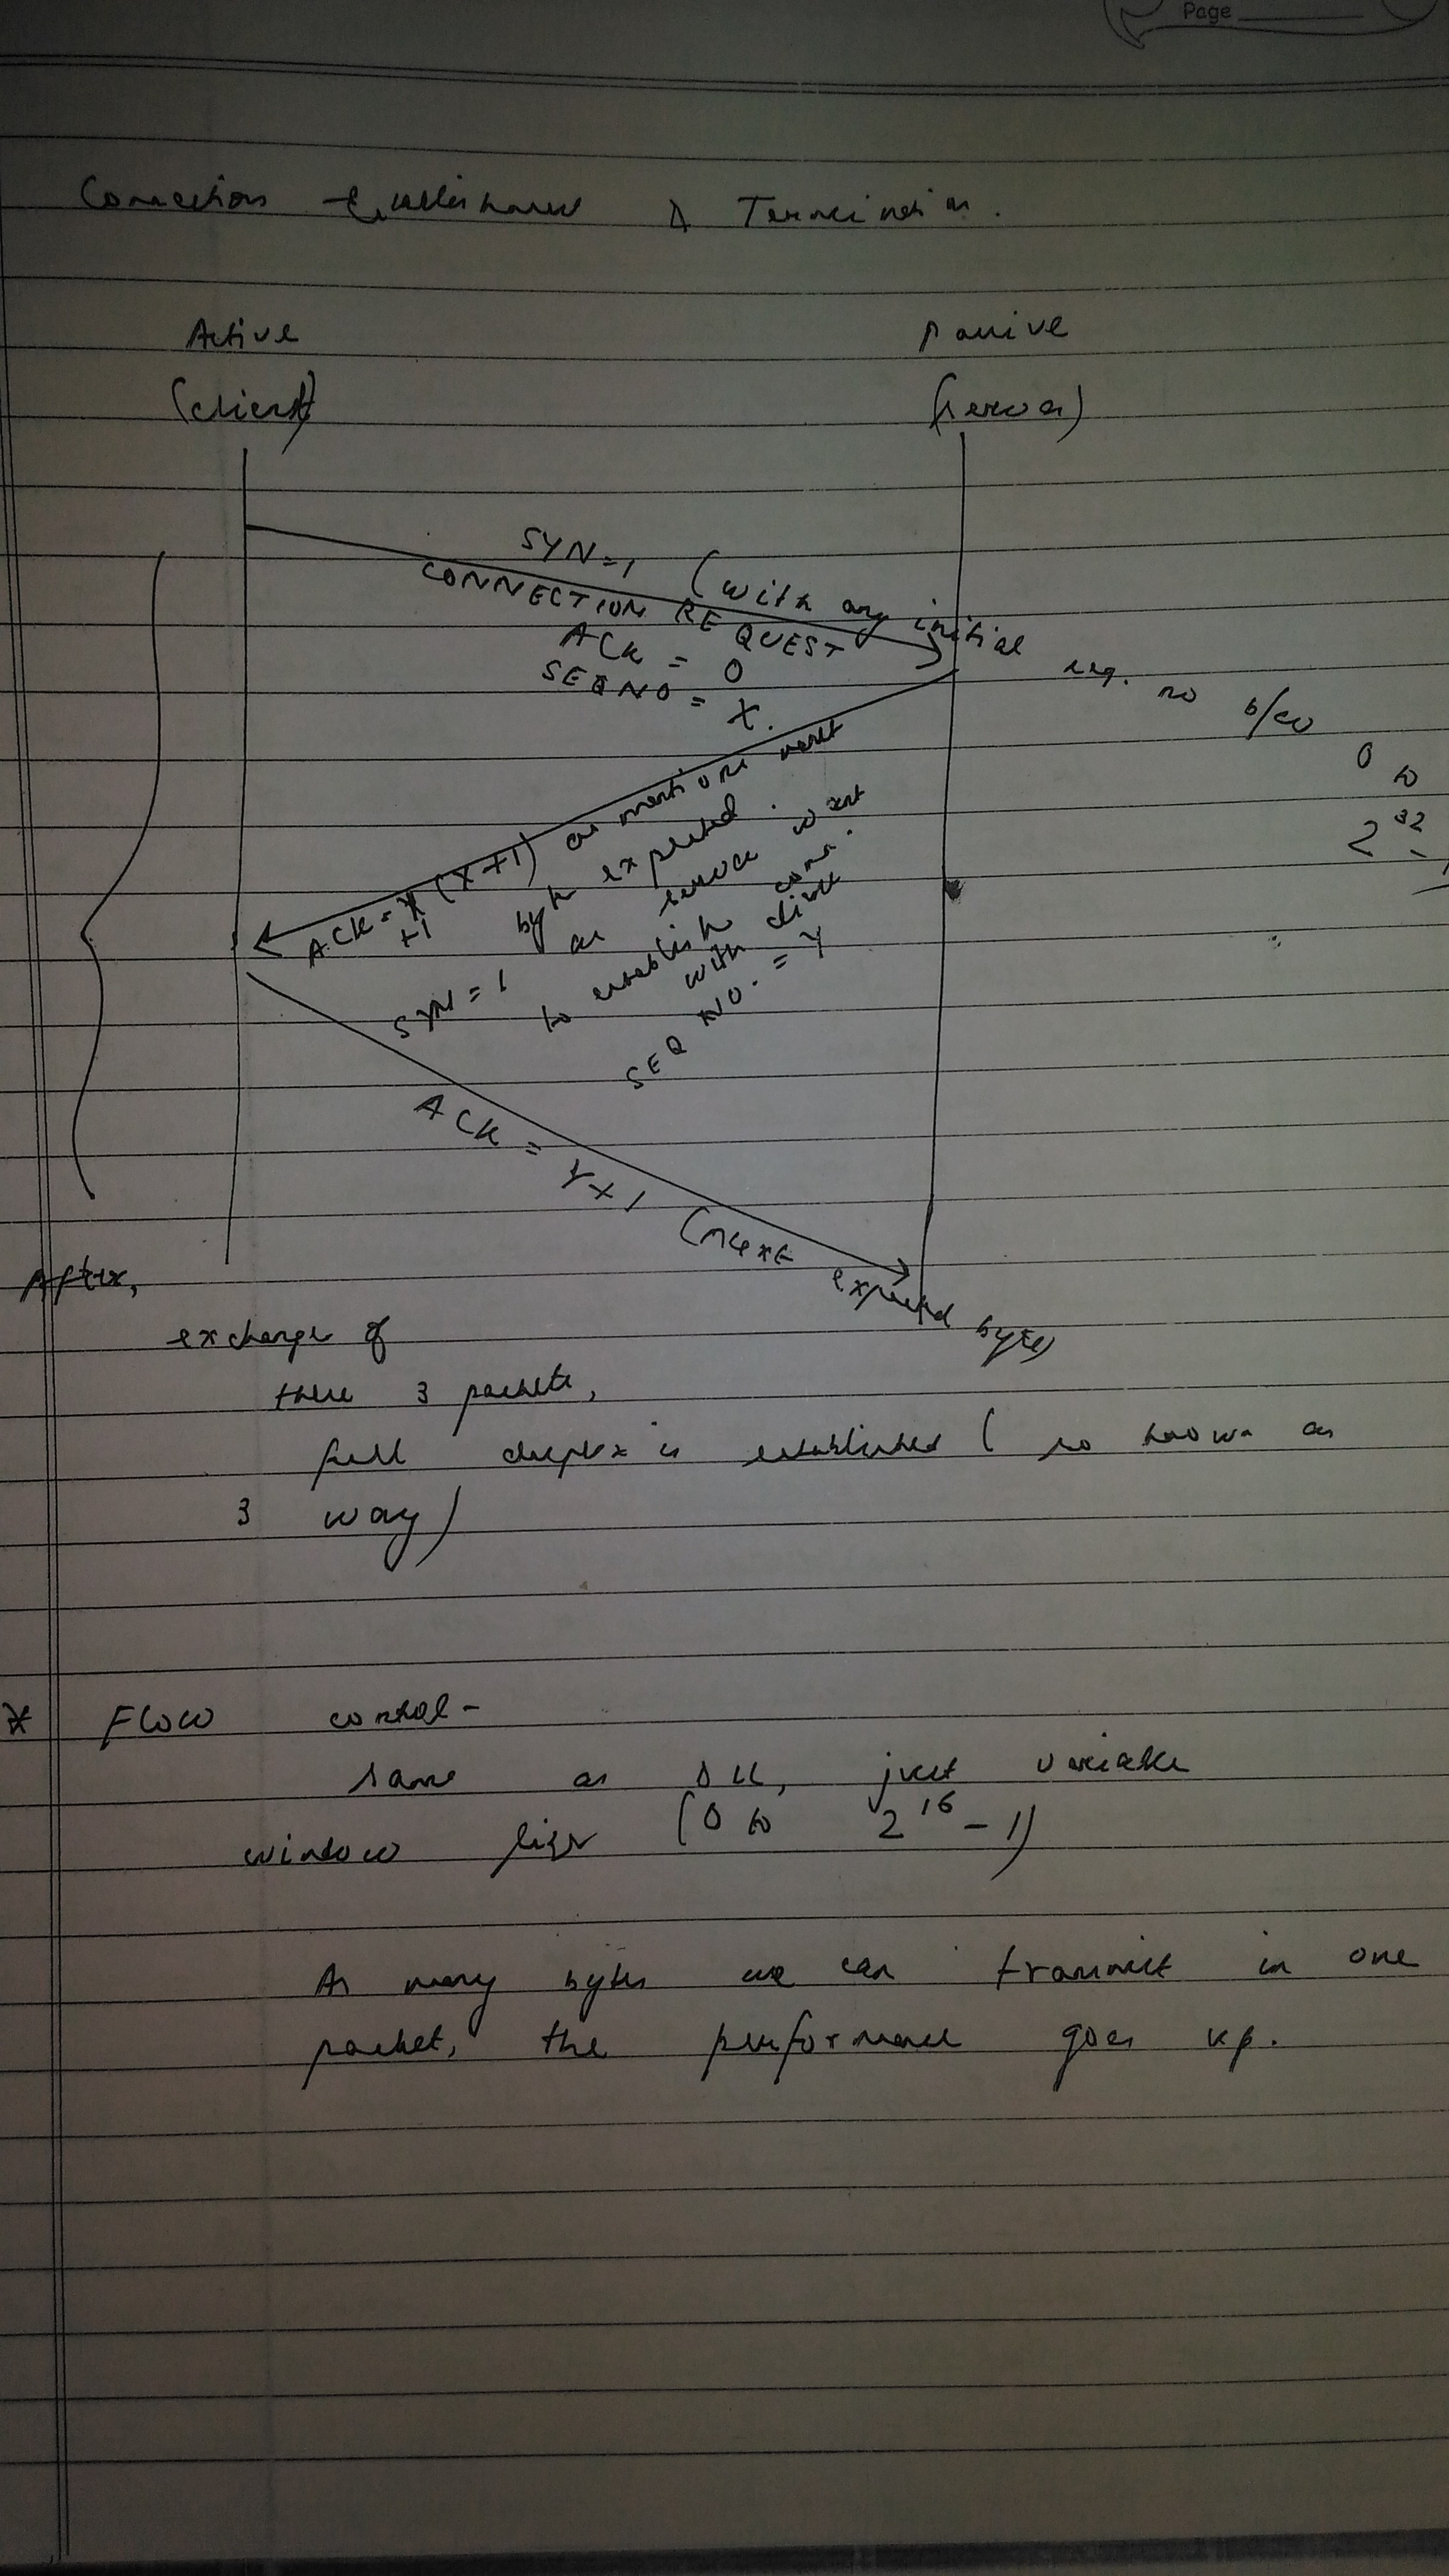 Page
Connection Establishment & Termination.
Active
Passive
(client)
(server)
SYN=1 (with any initial seq. no b/w
0 to
2^32 - 1
CONNECTION REQUEST
ACK = 0
SEQ NO = X.
ACK = X+1 (X+1) as mentions next
byte expected.
SYN = 1 as server want
to establish conn.
with client
SEQ NO. = Y
ACK = Y+1 (next expected byte)
After,
exchange of
these 3 packets,
full duplex is established ( so known as
3 way)
* Flow control -
same as DLL, just variable
window size (0 to 2^16 - 1)
As many bytes we can transmit in one
packet, the performance goes up.